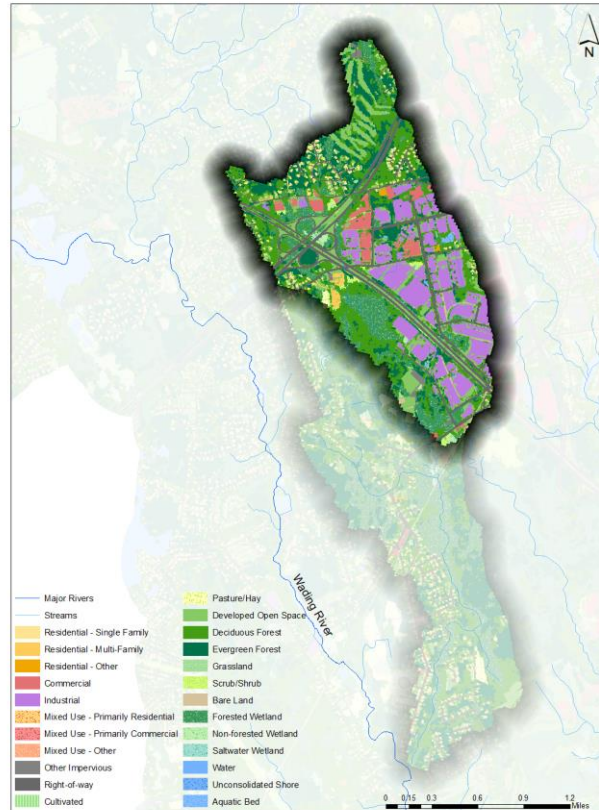 N
Wading River
Major Rivers
Streams
Residential - Single Family
Residential - Multi-Family
Residential - Other
Commercial
Industrial
Mixed Use - Primarily Residential
Mixed Use - Primarily Commercial
Mixed Use - Other
Other Impervious
Right-of-way
Cultivated
Pasture/Hay
Developed Open Space
Deciduous Forest
Evergreen Forest
Grassland
Scrub/Shrub
Bare Land
Forested Wetland
Non-forested Wetland
Saltwater Wetland
Water
Unconsolidated Shore
Aquatic Bed
0 0.15 0.3 0.6 0.9 1.2
Miles